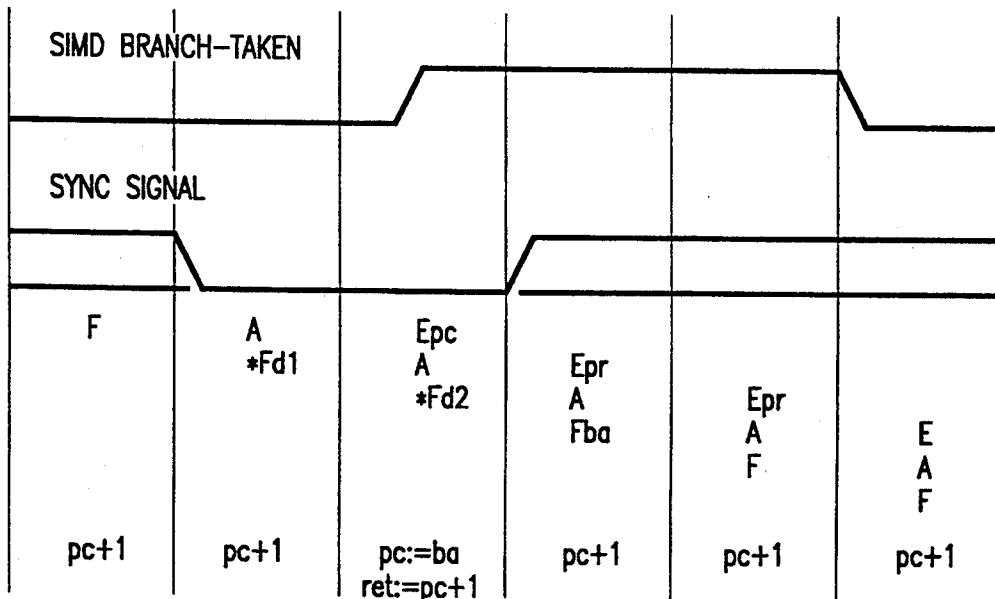 SIMD BRANCH-TAKEN
SYNC SIGNAL
F
A
*Fd1
Epc
A
*Fd2
Epr
A
Fba
Epr
A
F
E
A
F
pc+1
pc+1
pc:=ba
ret:=pc+1
pc+1
pc+1
pc+1